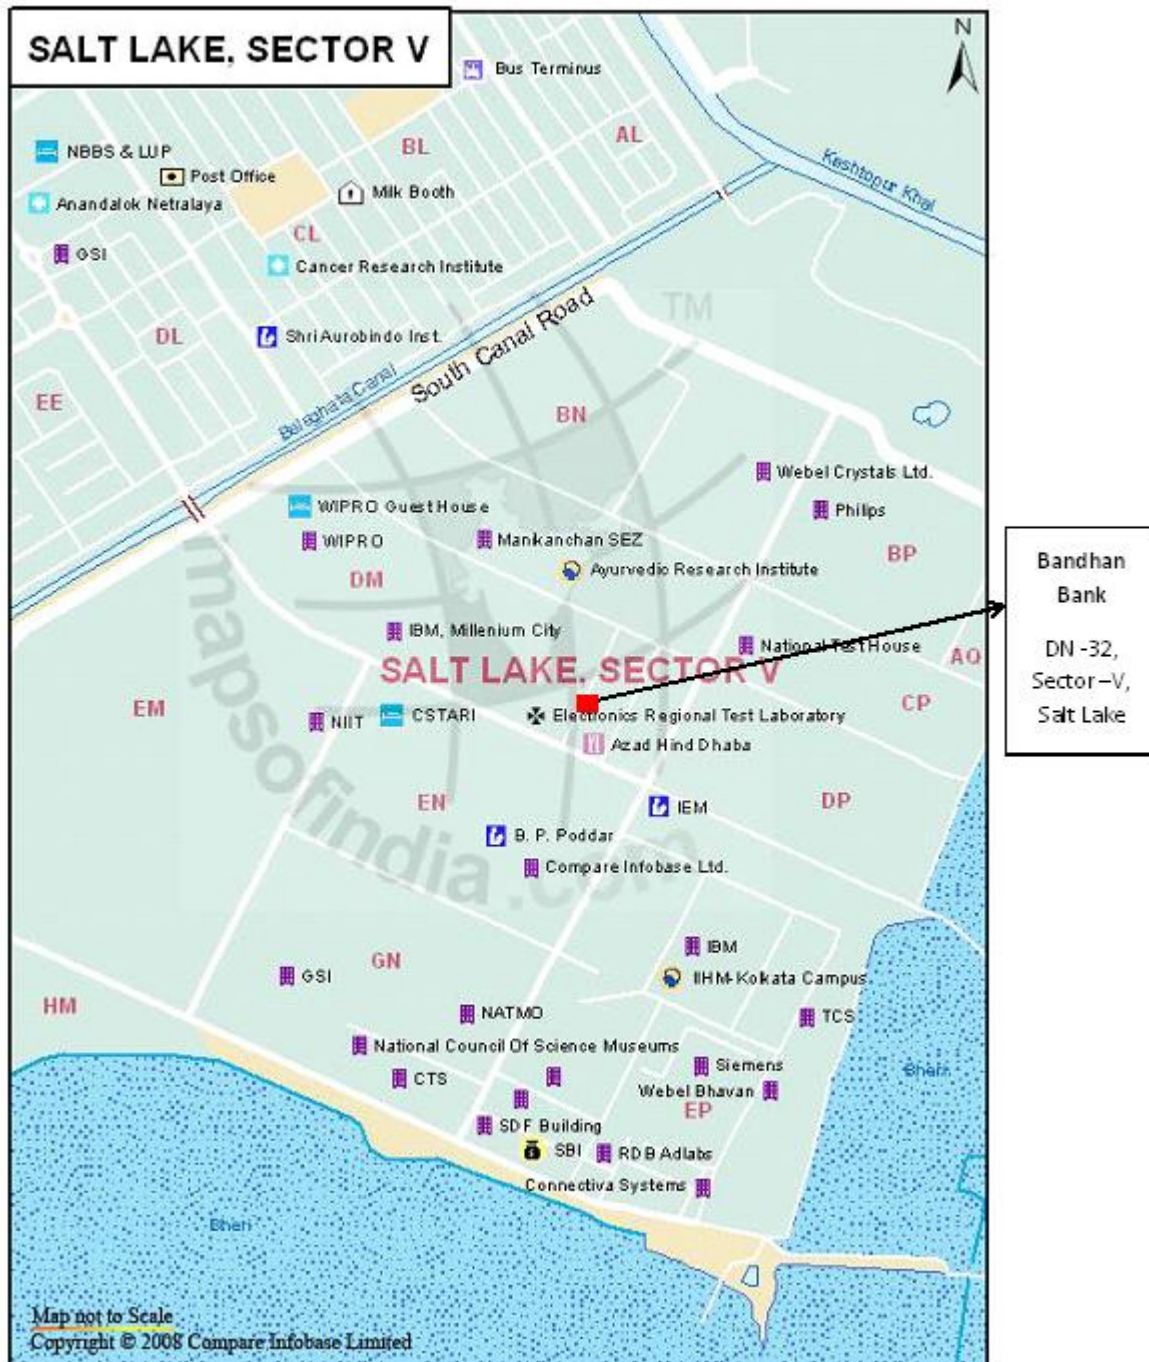 SALT LAKE, SECTOR V
N
Bus Terminus
AL
BL
NBBS & LUP
Post Office
Milk Booth
Anandalok Netralaya
Keshtopur Khal
CL
GSI
Cancer Research Institute
TM
DL
Shri Aurobindo Inst.
South Canal Road
Beleghata Canal
EE
BN
Webel Crystals Ltd.
WIPRO Guest House
Philips
WIPRO
Manikanchan SEZ
BP
Ayurvedic Research Institute
DM
Bandhan
Bank
DN -32,
Sector –V,
Salt Lake
IBM, Millenium City
National Test House
AQ
SALT LAKE, SECTOR V
CP
EM
NIIT
CSTARI
Electronics Regional Test Laboratory
Azad Hind Dhaba
EN
IEM
DP
B. P. Poddar
Compare Infobase Ltd.
mapsofindia.com
IBM
GN
GSI
IIHM-Kolkata Campus
HM
NATMO
TCS
National Council Of Science Museums
Siemens
Bheri
CTS
Webel Bhavan
EP
SDF Building
SBI
RDB Adlabs
Connectiva Systems
Bheri
Map not to Scale
Copyright © 2008 Compare Infobase Limited